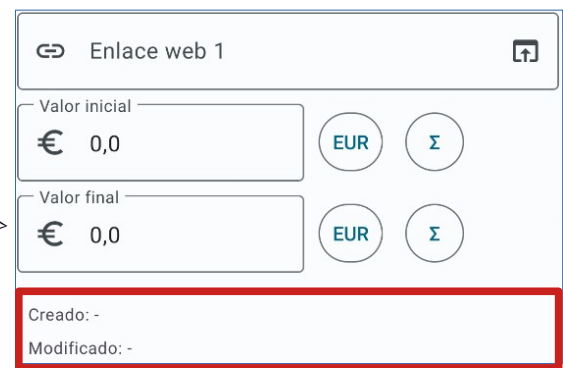 Enlace web 1
Valor inicial
€ 0,0 EUR Σ
Valor final
> € 0,0 EUR Σ
Creado: -
Modificado: -